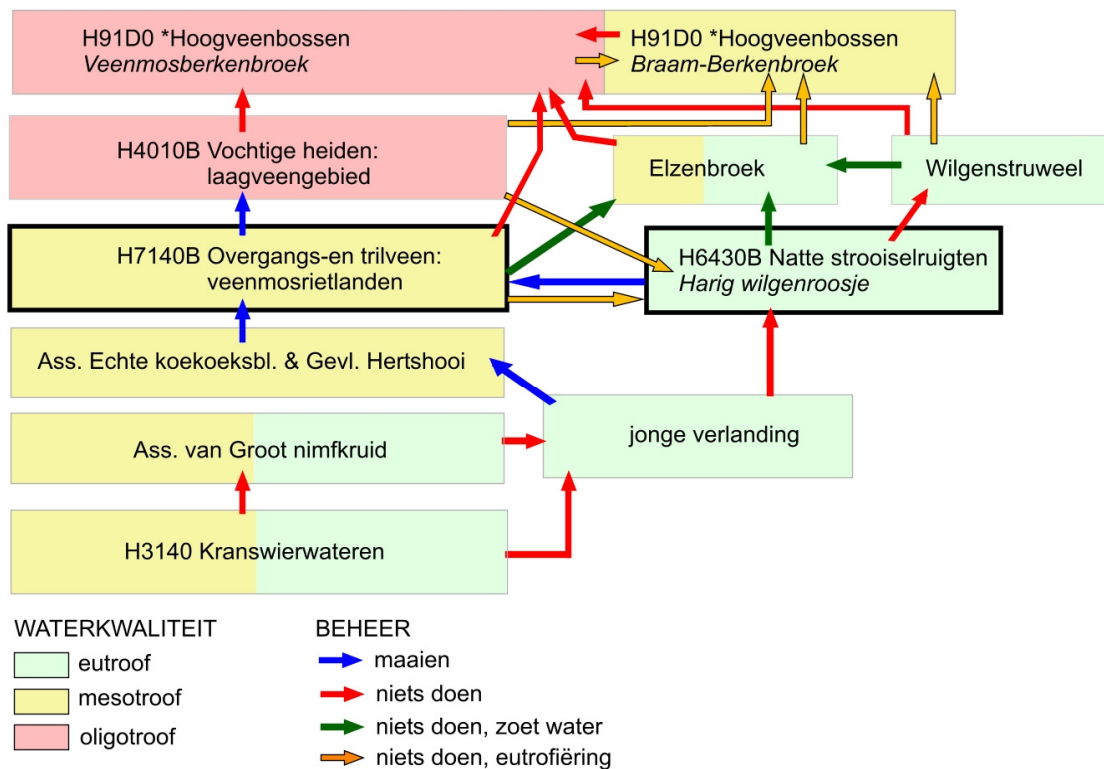 H91D0 *Hoogveenbossen
Veenmosberkenbroek
H91D0 *Hoogveenbossen
Braam-Berkenbroek
H4010B Vochtige heiden:
laagveengebied
Elzenbroek
Wilgenstruweel
H7140B Overgangs-en trilveen:
veenmosrietlanden
H6430B Natte strooiselruigten
Harig wilgenroosje
Ass. Echte koekoeksbl. & Gevl. Hertshooi
jonge verlanding
Ass. van Groot nimfkruid
H3140 Kranswierwateren
WATERKWALITEIT
eutroof
mesotroof
oligotroof
BEHEER
maaien
niets doen
niets doen, zoet water
niets doen, eutrofiëring